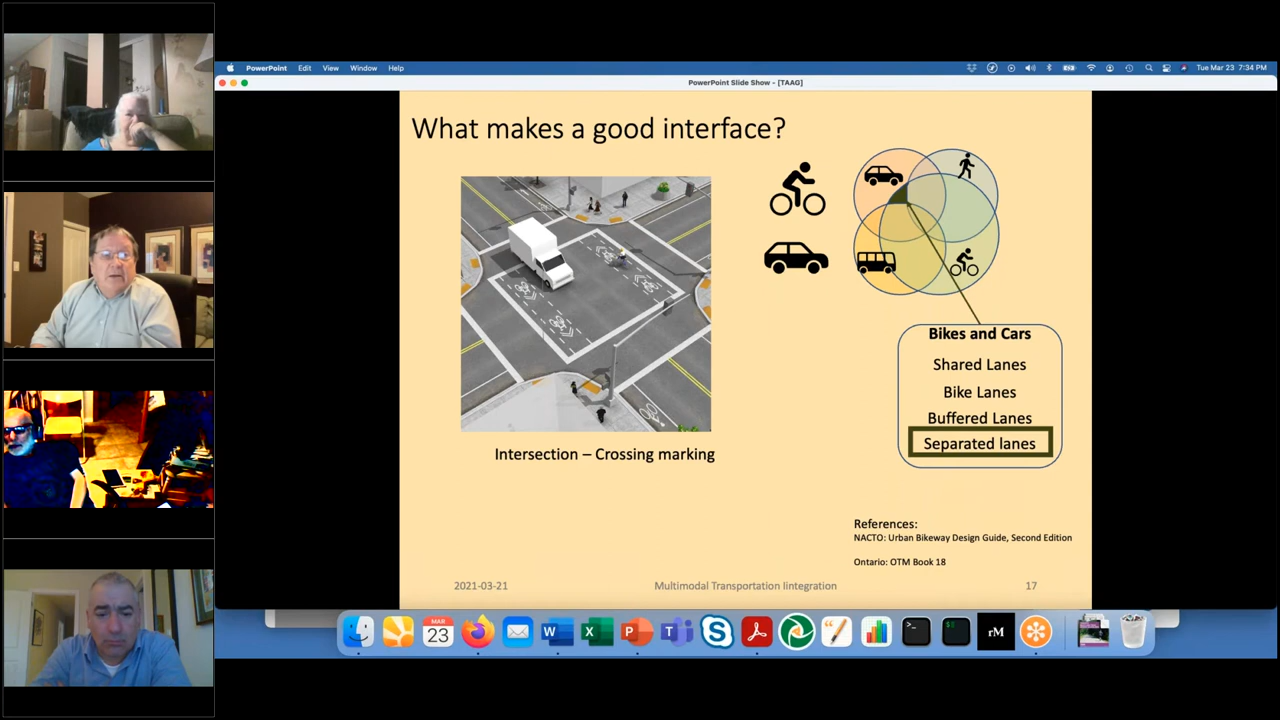 PowerPoint Edit View Window Help
Tue Mar 23 7:34 PM
PowerPoint Slide Show - [TAAG]
What makes a good interface?
Bikes and Cars
Shared Lanes
Bike Lanes
Buffered Lanes
Separated lanes
Intersection – Crossing marking
References:
NACTO: Urban Bikeway Design Guide, Second Edition
Ontario: OTM Book 18
2021-03-21
Multimodal Transportation Iintegration
17
MAR
23
W
X
P
T
S
rM